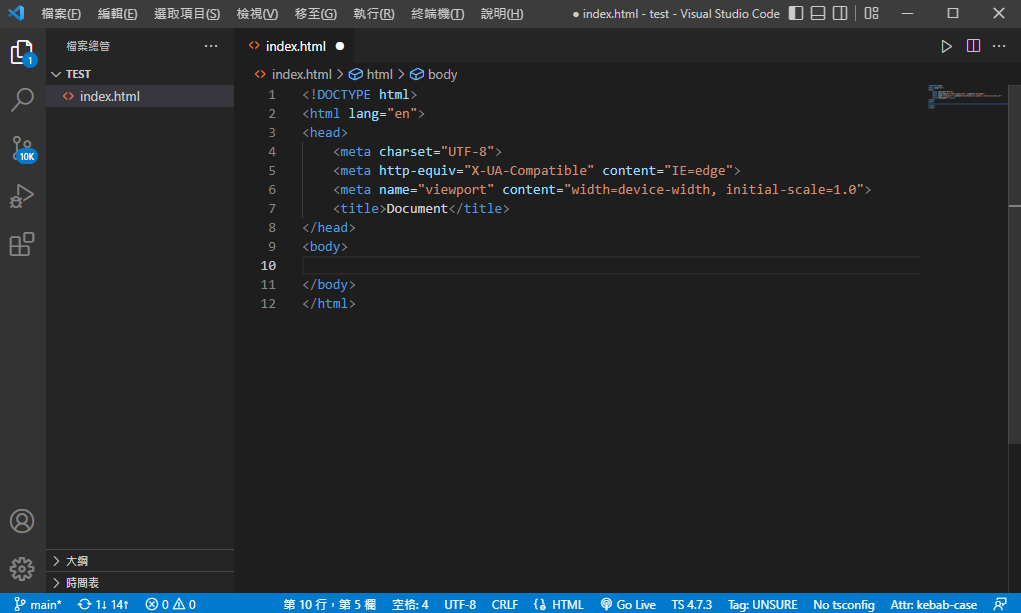 檔案(F) 編輯(E) 選取項目(S) 檢視(V) 移至(G) 執行(R) 終端機(T) 說明(H) ● index.html - test - Visual Studio Code
檔案總管 ···
TEST
<> index.html
1
10K
大綱
時間表
<> index.html ●
<> index.html > html > body
1 <!DOCTYPE html>
2 <html lang="en">
3 <head>
4     <meta charset="UTF-8">
5     <meta http-equiv="X-UA-Compatible" content="IE=edge">
6     <meta name="viewport" content="width=device-width, initial-scale=1.0">
7     <title>Document</title>
8 </head>
9 <body>
10
11 </body>
12 </html>
main* 1↓ 14↑ 0 0 第 10 行，第 5 欄 空格: 4 UTF-8 CRLF {} HTML Go Live TS 4.7.3 Tag: UNSURE No tsconfig Attr: kebab-case